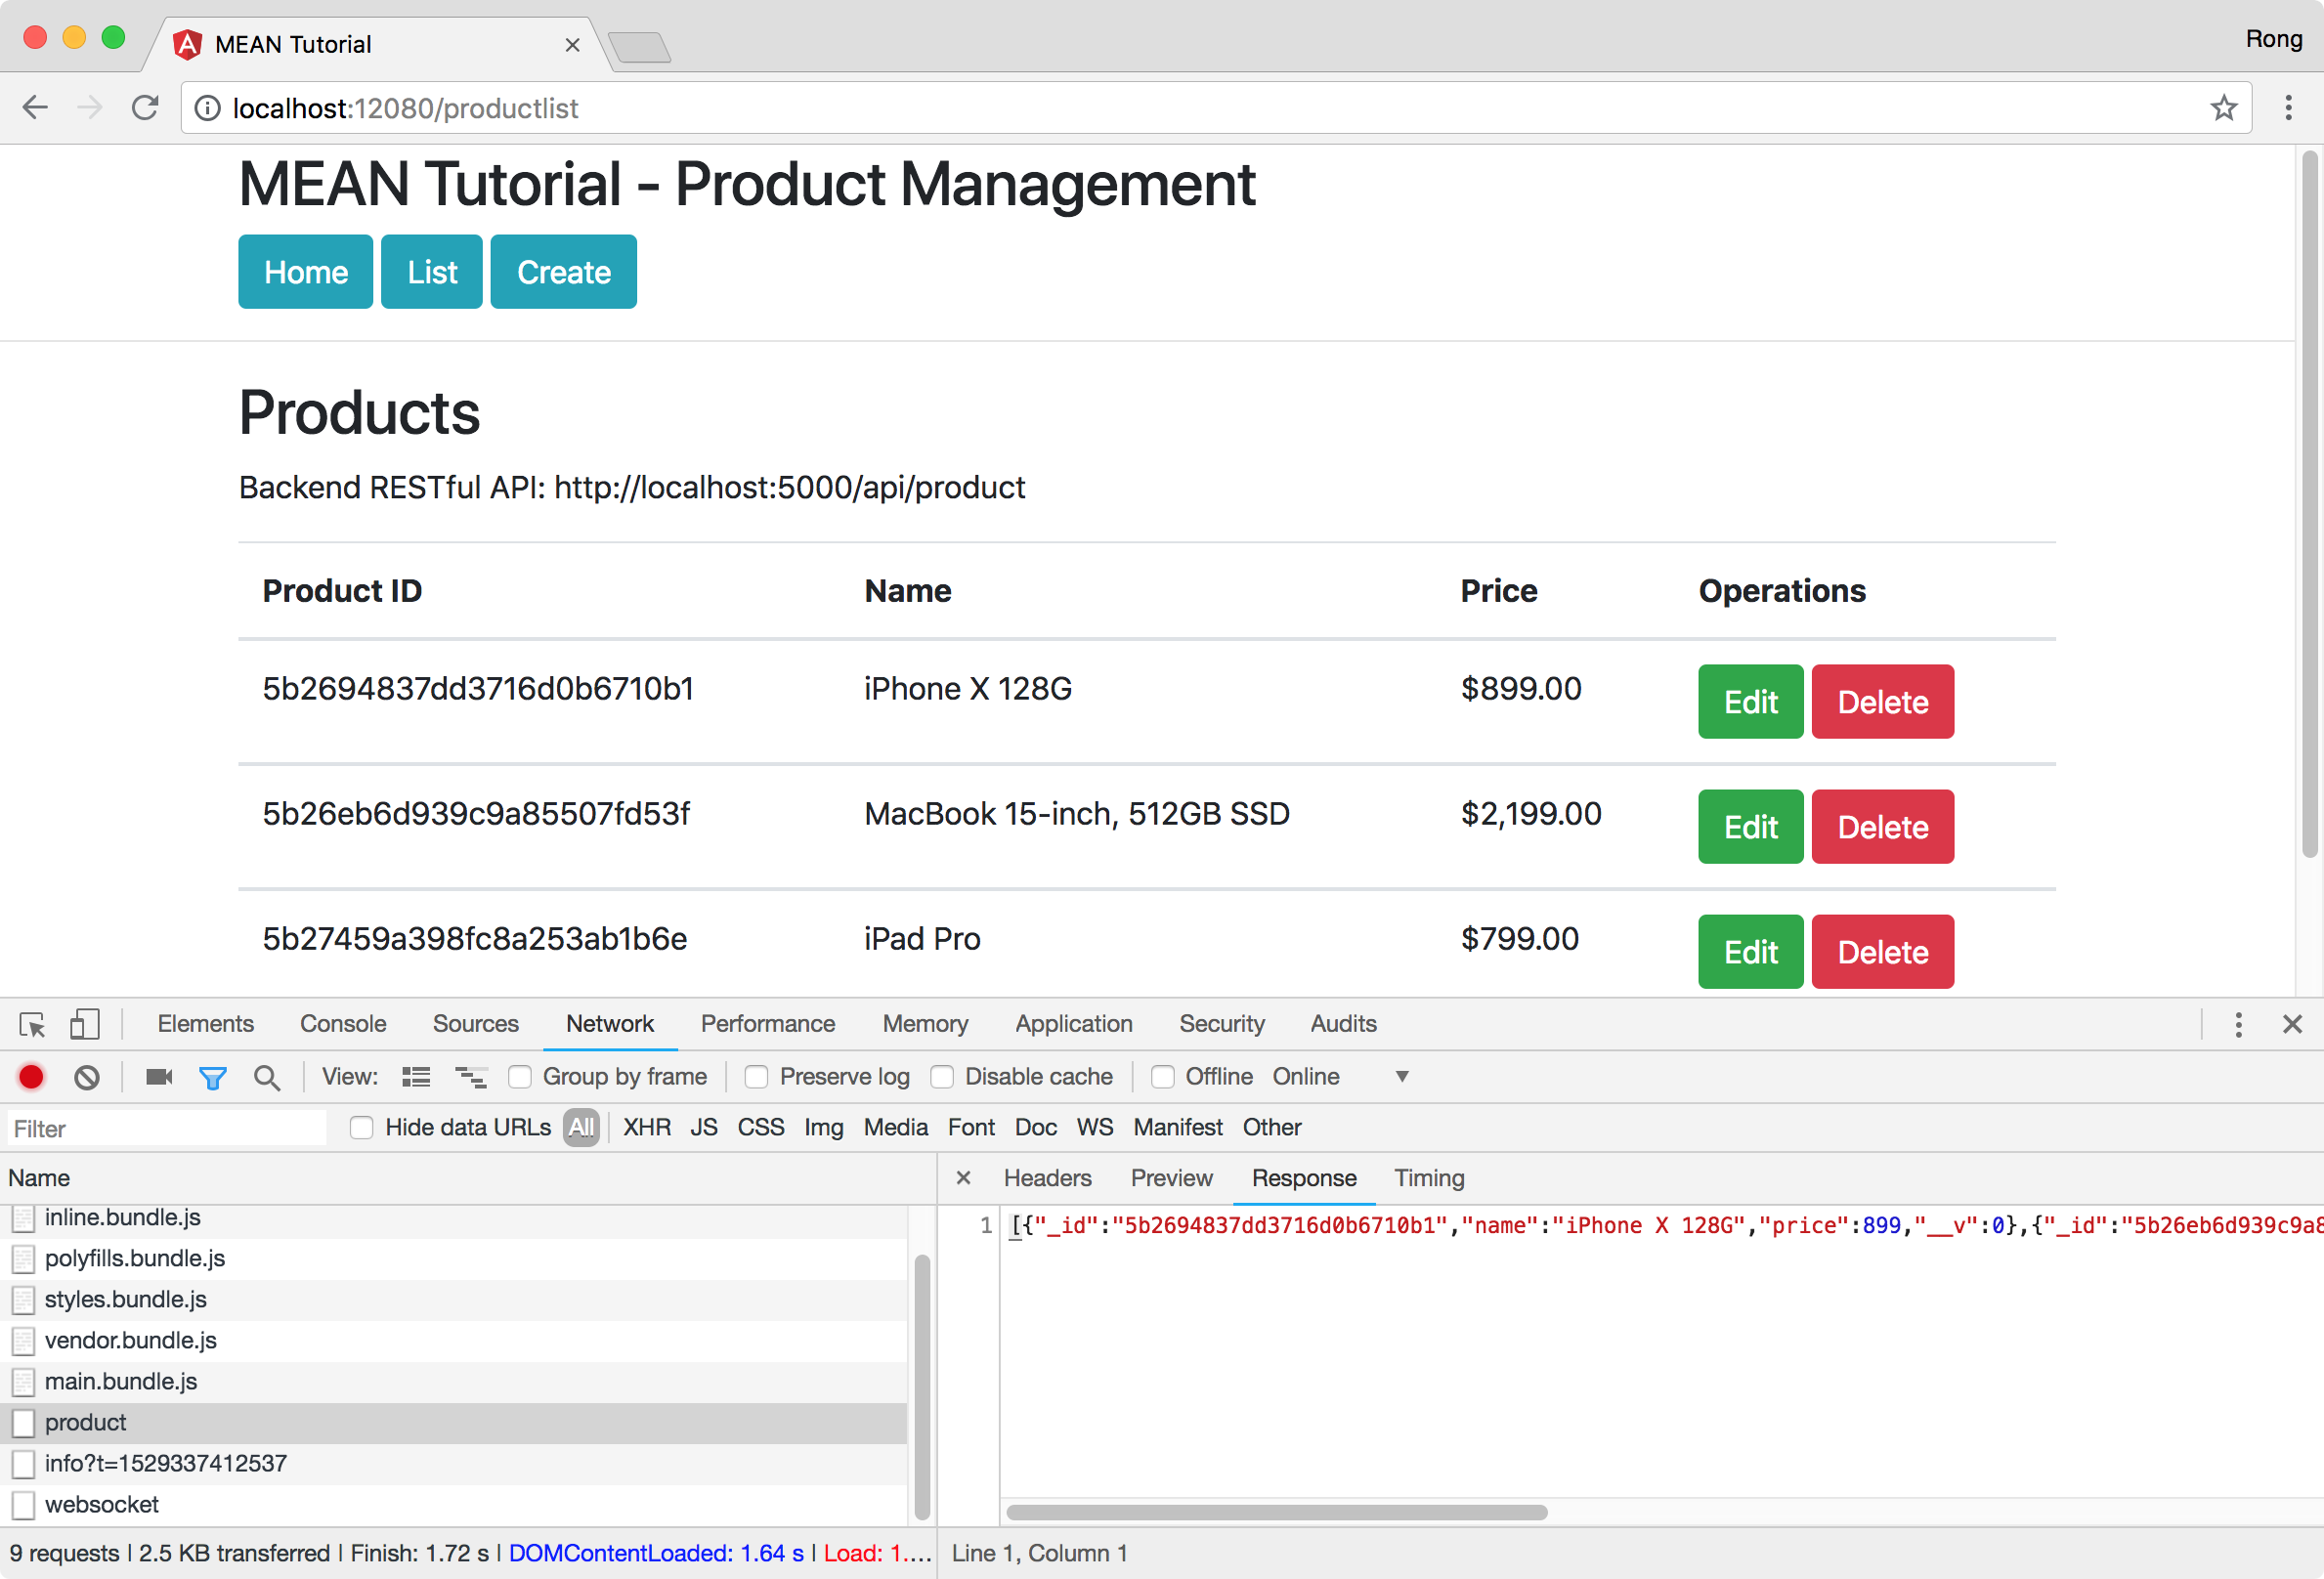 MEAN Tutorial
Rong
localhost:12080/productlist
MEAN Tutorial - Product Management
Home List Create
Products
Backend RESTful API: http://localhost:5000/api/product
Product ID Name Price Operations
5b2694837dd3716d0b6710b1 iPhone X 128G $899.00 Edit Delete
5b26eb6d939c9a85507fd53f MacBook 15-inch, 512GB SSD $2,199.00 Edit Delete
5b27459a398fc8a253ab1b6e iPad Pro $799.00 Edit Delete
Elements Console Sources Network Performance Memory Application Security Audits
View: Group by frame Preserve log Disable cache Offline Online
Filter Hide data URLs All XHR JS CSS Img Media Font Doc WS Manifest Other
Name
Headers Preview Response Timing
inline.bundle.js
polyfills.bundle.js
styles.bundle.js
vendor.bundle.js
main.bundle.js
product
info?t=1529337412537
websocket
1 [{"_id":"5b2694837dd3716d0b6710b1","name":"iPhone X 128G","price":899,"__v":0},{"_id":"5b26eb6d939c9a8
9 requests | 2.5 KB transferred | Finish: 1.72 s | DOMContentLoaded: 1.64 s | Load: 1.…
Line 1, Column 1